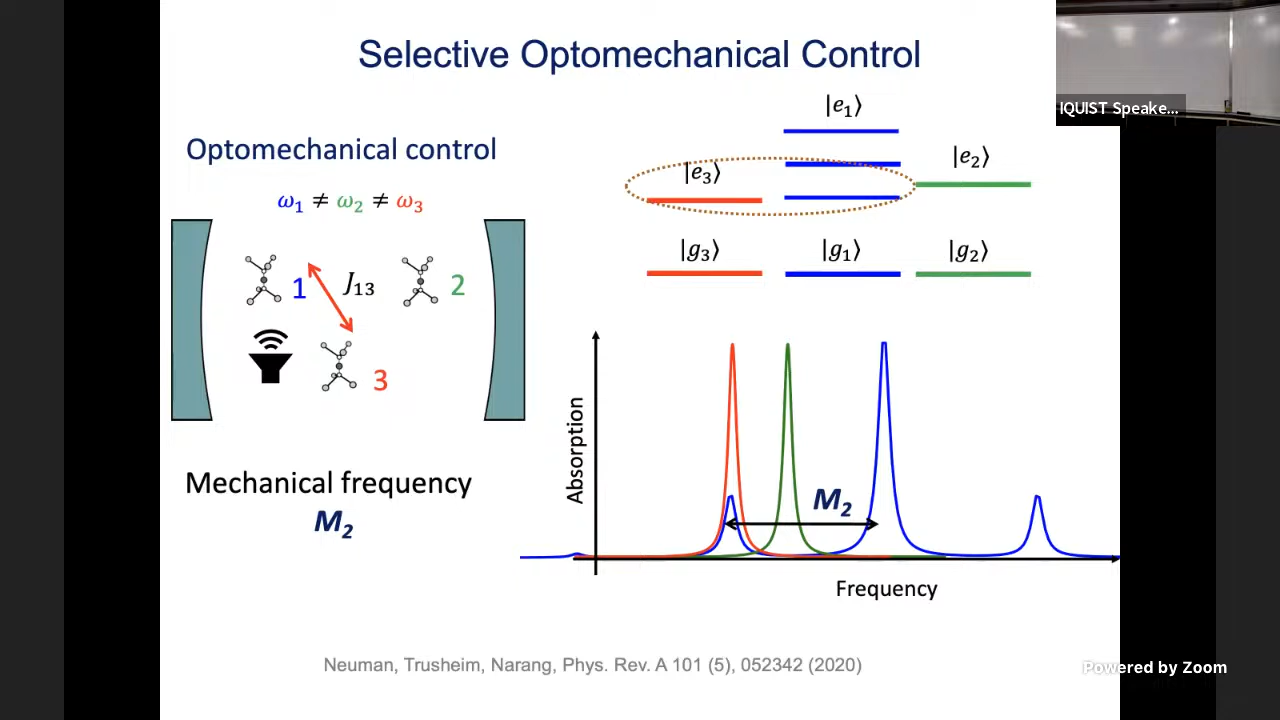 Selective Optomechanical Control
IQUIST Speake...
Optomechanical control
ω₁ ≠ ω₂ ≠ ω₃
1
J₁₃
2
3
Mechanical frequency
M₂
|e₁⟩
|e₃⟩
|e₂⟩
|g₃⟩
|g₁⟩
|g₂⟩
Absorption
M₂
Frequency
Neuman, Trusheim, Narang, Phys. Rev. A 101 (5), 052342 (2020)
Powered by Zoom